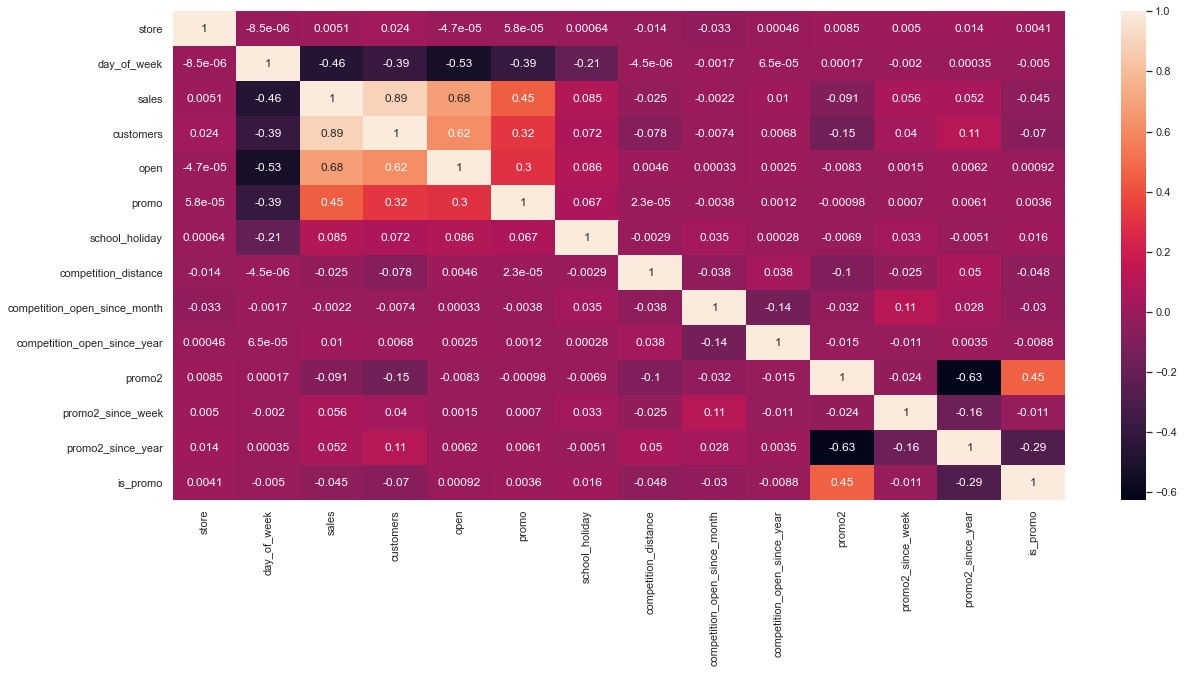 store 1 -8.5e-06 0.0051 0.024 -4.7e-05 5.8e-05 0.00064 -0.014 -0.033 0.00046 0.0085 0.005 0.014 0.0041
day_of_week -8.5e-06 1 -0.46 -0.39 -0.53 -0.39 -0.21 -4.5e-06 -0.0017 6.5e-05 0.00017 -0.002 0.00035 -0.005
sales 0.0051 -0.46 1 0.89 0.68 0.45 0.085 -0.025 -0.0022 0.01 -0.091 0.056 0.052 -0.045
customers 0.024 -0.39 0.89 1 0.62 0.32 0.072 -0.078 -0.0074 0.0068 -0.15 0.04 0.11 -0.07
open -4.7e-05 -0.53 0.68 0.62 1 0.3 0.086 0.0046 0.00033 0.0025 -0.0083 0.0015 0.0062 0.00092
promo 5.8e-05 -0.39 0.45 0.32 0.3 1 0.067 2.3e-05 -0.0038 0.0012 -0.00098 0.0007 0.0061 0.0036
school_holiday 0.00064 -0.21 0.085 0.072 0.086 0.067 1 -0.0029 0.035 0.00028 -0.0069 0.033 -0.0051 0.016
competition_distance -0.014 -4.5e-06 -0.025 -0.078 0.0046 2.3e-05 -0.0029 1 -0.038 0.038 -0.1 -0.025 0.05 -0.048
competition_open_since_month -0.033 -0.0017 -0.0022 -0.0074 0.00033 -0.0038 0.035 -0.038 1 -0.14 -0.032 0.11 0.028 -0.03
competition_open_since_year 0.00046 6.5e-05 0.01 0.0068 0.0025 0.0012 0.00028 0.038 -0.14 1 -0.015 -0.011 0.0035 -0.0088
promo2 0.0085 0.00017 -0.091 -0.15 -0.0083 -0.00098 -0.0069 -0.1 -0.032 -0.015 1 -0.024 -0.63 0.45
promo2_since_week 0.005 -0.002 0.056 0.04 0.0015 0.0007 0.033 -0.025 0.11 -0.011 -0.024 1 -0.16 -0.011
promo2_since_year 0.014 0.00035 0.052 0.11 0.0062 0.0061 -0.0051 0.05 0.028 0.0035 -0.63 -0.16 1 -0.29
is_promo 0.0041 -0.005 -0.045 -0.07 0.00092 0.0036 0.016 -0.048 -0.03 -0.0088 0.45 -0.011 -0.29 1
store
day_of_week
sales
customers
open
promo
school_holiday
competition_distance
competition_open_since_month
competition_open_since_year
promo2
promo2_since_week
promo2_since_year
is_promo
1.0
0.8
0.6
0.4
0.2
0.0
−0.2
−0.4
−0.6